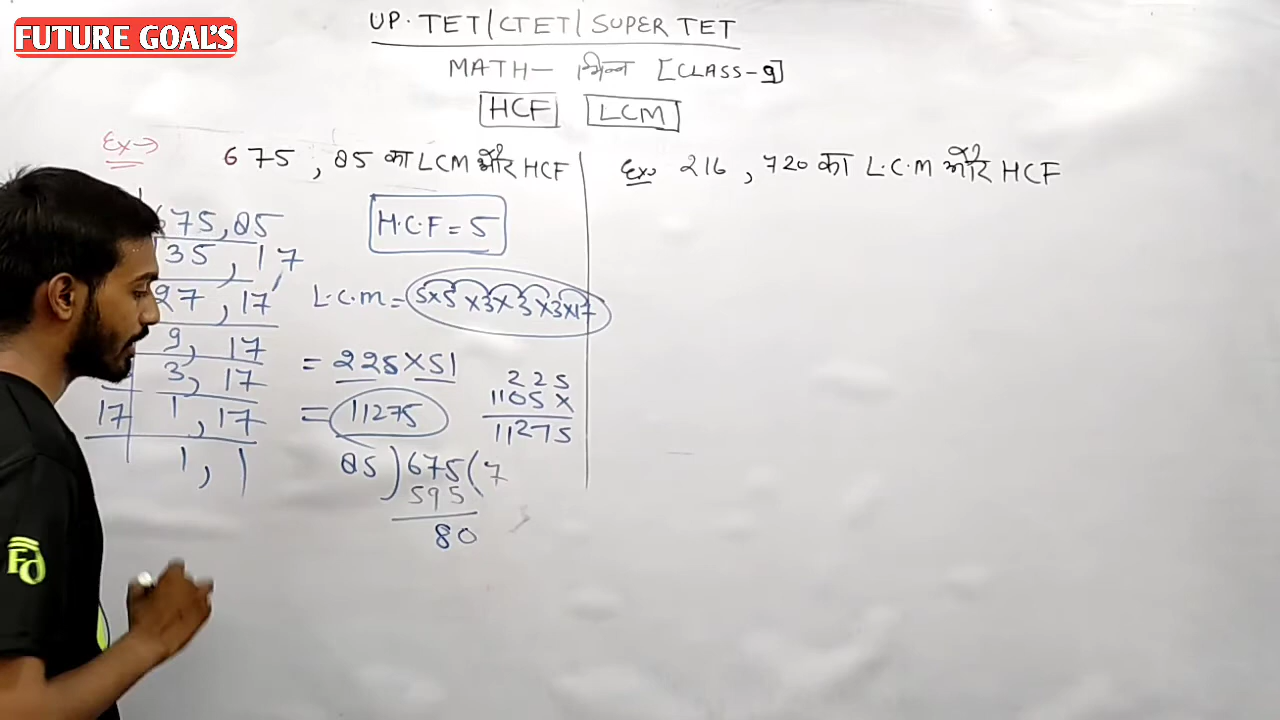 FUTURE GOAL'S
UP. TET/CTET/SUPER TET
MATH— भिन्न [CLASS-9]
HCF LCM
Ex→ 675, 85 का LCM और HCF
675, 85
35, 17
27, 17
9, 17
3, 17
17 1, 17
1, 1
H.C.F = 5
L.C.M = 5×5×3×3×3×17
= 225×51
= 11275
225
1105×
11275
85)675(7
595
80
Ex. 216, 720 का L.C.M और HCF